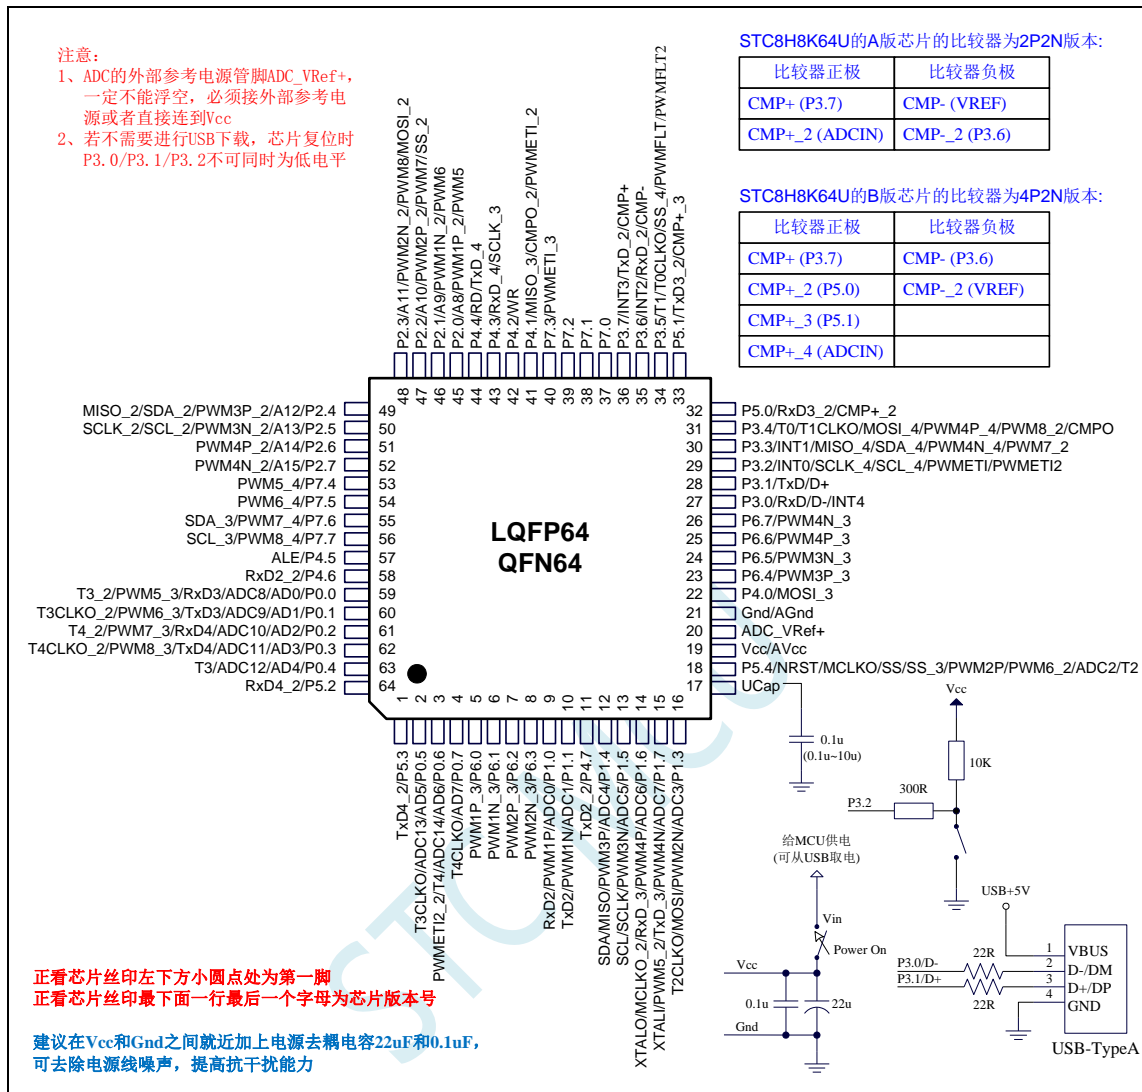 注意:
1、ADC的外部参考电源管脚ADC_VRef+,
一定不能浮空，必须接外部参考电
源或者直接连到Vcc
2、若不需要进行USB下载，芯片复位时
P3.0/P3.1/P3.2不可同时为低电平
STC8H8K64U的A版芯片的比较器为2P2N版本:
比较器正极 比较器负极
CMP+ (P3.7) CMP- (VREF)
CMP+_2 (ADCIN) CMP-_2 (P3.6)
STC8H8K64U的B版芯片的比较器为4P2N版本:
比较器正极 比较器负极
CMP+ (P3.7) CMP- (P3.6)
CMP+_2 (P5.0) CMP-_2 (VREF)
CMP+_3 (P5.1)
CMP+_4 (ADCIN)
P2.3/A11/PWM2N_2/PWM8/MOSI_2
P2.2/A10/PWM2P_2/PWM7/SS_2
P2.1/A9/PWM1N_2/PWM6
P2.0/A8/PWM1P_2/PWM5
P4.4/RD/TxD_4
P4.3/RxD_4/SCLK_3
P4.2/WR
P4.1/MISO_3/CMPO_2/PWMETI_2
P7.3/PWMETI_3
P7.2
P7.1
P7.0
P3.7/INT3/TxD_2/CMP+
P3.6/INT2/RxD_2/CMP-
P3.5/T1/T0CLKO/SS_4/PWMFLT/PWMFLT2
P5.1/TxD3_2/CMP+_3
48 47 46 45 44 43 42 41 40 39 38 37 36 35 34 33
MISO_2/SDA_2/PWM3P_2/A12/P2.4 49
SCLK_2/SCL_2/PWM3N_2/A13/P2.5 50
PWM4P_2/A14/P2.6 51
PWM4N_2/A15/P2.7 52
PWM5_4/P7.4 53
PWM6_4/P7.5 54
SDA_3/PWM7_4/P7.6 55
SCL_3/PWM8_4/P7.7 56
ALE/P4.5 57
RxD2_2/P4.6 58
T3_2/PWM5_3/RxD3/ADC8/AD0/P0.0 59
T3CLKO_2/PWM6_3/TxD3/ADC9/AD1/P0.1 60
T4_2/PWM7_3/RxD4/ADC10/AD2/P0.2 61
T4CLKO_2/PWM8_3/TxD4/ADC11/AD3/P0.3 62
T3/ADC12/AD4/P0.4 63
RxD4_2/P5.2 64
LQFP64
QFN64
32 P5.0/RxD3_2/CMP+_2
31 P3.4/T0/T1CLKO/MOSI_4/PWM4P_4/PWM8_2/CMPO
30 P3.3/INT1/MISO_4/SDA_4/PWM4N_4/PWM7_2
29 P3.2/INT0/SCLK_4/SCL_4/PWMETI/PWMETI2
28 P3.1/TxD/D+
27 P3.0/RxD/D-/INT4
26 P6.7/PWM4N_3
25 P6.6/PWM4P_3
24 P6.5/PWM3N_3
23 P6.4/PWM3P_3
22 P4.0/MOSI_3
21 Gnd/AGnd
20 ADC_VRef+
19 Vcc/AVcc
18 P5.4/NRST/MCLKO/SS/SS_3/PWM2P/PWM6_2/ADC2/T2
17 UCap
1 2 3 4 5 6 7 8 9 10 11 12 13 14 15 16
TxD4_2/P5.3
T3CLKO/ADC13/AD5/P0.5
PWMETI2_2/T4/ADC14/AD6/P0.6
T4CLKO/AD7/P0.7
PWM1P_3/P6.0
PWM1N_3/P6.1
PWM2P_3/P6.2
PWM2N_3/P6.3
RxD2/PWM1P/ADC0/P1.0
TxD2/PWM1N/ADC1/P1.1
TxD2_2/P4.7
SDA/MISO/PWM3P/ADC4/P1.4
SCL/SCLK/PWM3N/ADC5/P1.5
XTALO/MCLKO_2/RxD_3/PWM4P/ADC6/P1.6
XTALI/PWM5_2/TxD_3/PWM4N/ADC7/P1.7
T2CLKO/MOSI/PWM2N/ADC3/P1.3
0.1u
(0.1u~10u)
Vcc
10K
300R
P3.2
给MCU供电
(可从USB取电)
Vin
Power On
Vcc
0.1u
22u
Gnd
USB+5V
P3.0/D-
P3.1/D+
22R
22R
1 VBUS
2 D-/DM
3 D+/DP
4 GND
USB-TypeA
正看芯片丝印左下方小圆点处为第一脚
正看芯片丝印最下面一行最后一个字母为芯片版本号
建议在Vcc和Gnd之间就近加上电源去耦电容22uF和0.1uF，
可去除电源线噪声，提高抗干扰能力
STCMCU